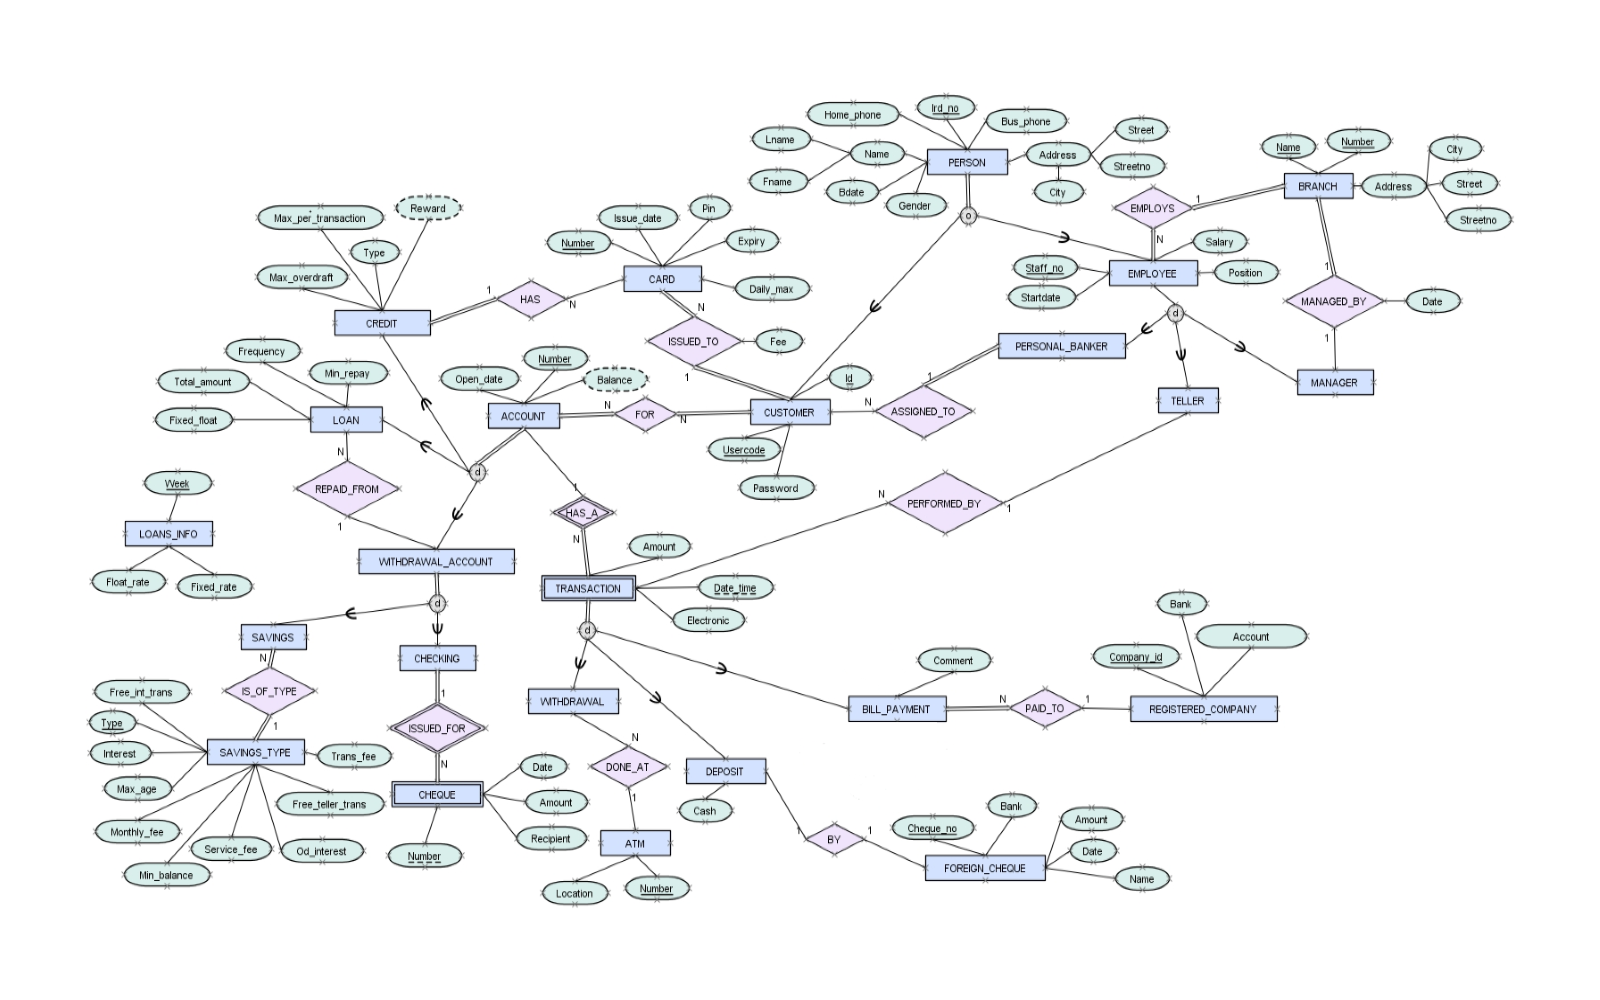 Home_phone
Ird_no
Bus_phone
Lname
Name
Fname
Bdate
Gender
PERSON
Address
Street
Streetno
City
o
EMPLOYS
1
N
Name
Number
BRANCH
Address
City
Street
Streetno
Max_per_transaction
Reward
Type
Max_overdraft
CREDIT
1
HAS
N
Number
Issue_date
Pin
Expiry
CARD
Daily_max
N
ISSUED_TO
Fee
1
Staff_no
Startdate
EMPLOYEE
Salary
Position
d
1
MANAGED_BY
Date
1
PERSONAL_BANKER
TELLER
MANAGER
Frequency
Total_amount
Min_repay
Fixed_float
LOAN
Open_date
Number
Balance
ACCOUNT
N
FOR
N
CUSTOMER
Id
Usercode
Password
N
ASSIGNED_TO
1
d
N
REPAID_FROM
1
Week
LOANS_INFO
Float_rate
Fixed_rate
WITHDRAWAL_ACCOUNT
d
1
HAS_A
N
N
PERFORMED_BY
1
Amount
TRANSACTION
Date_time
Electronic
d
SAVINGS
N
IS_OF_TYPE
1
CHECKING
1
ISSUED_FOR
N
Free_int_trans
Type
Interest
Max_age
Monthly_fee
Min_balance
Service_fee
Od_interest
Free_teller_trans
Trans_fee
SAVINGS_TYPE
CHEQUE
Date
Amount
Recipient
Number
WITHDRAWAL
N
DONE_AT
1
ATM
Location
Number
DEPOSIT
Cash
1
BY
1
Comment
BILL_PAYMENT
N
PAID_TO
1
Bank
Account
Company_id
REGISTERED_COMPANY
Cheque_no
Bank
Amount
Date
Name
FOREIGN_CHEQUE